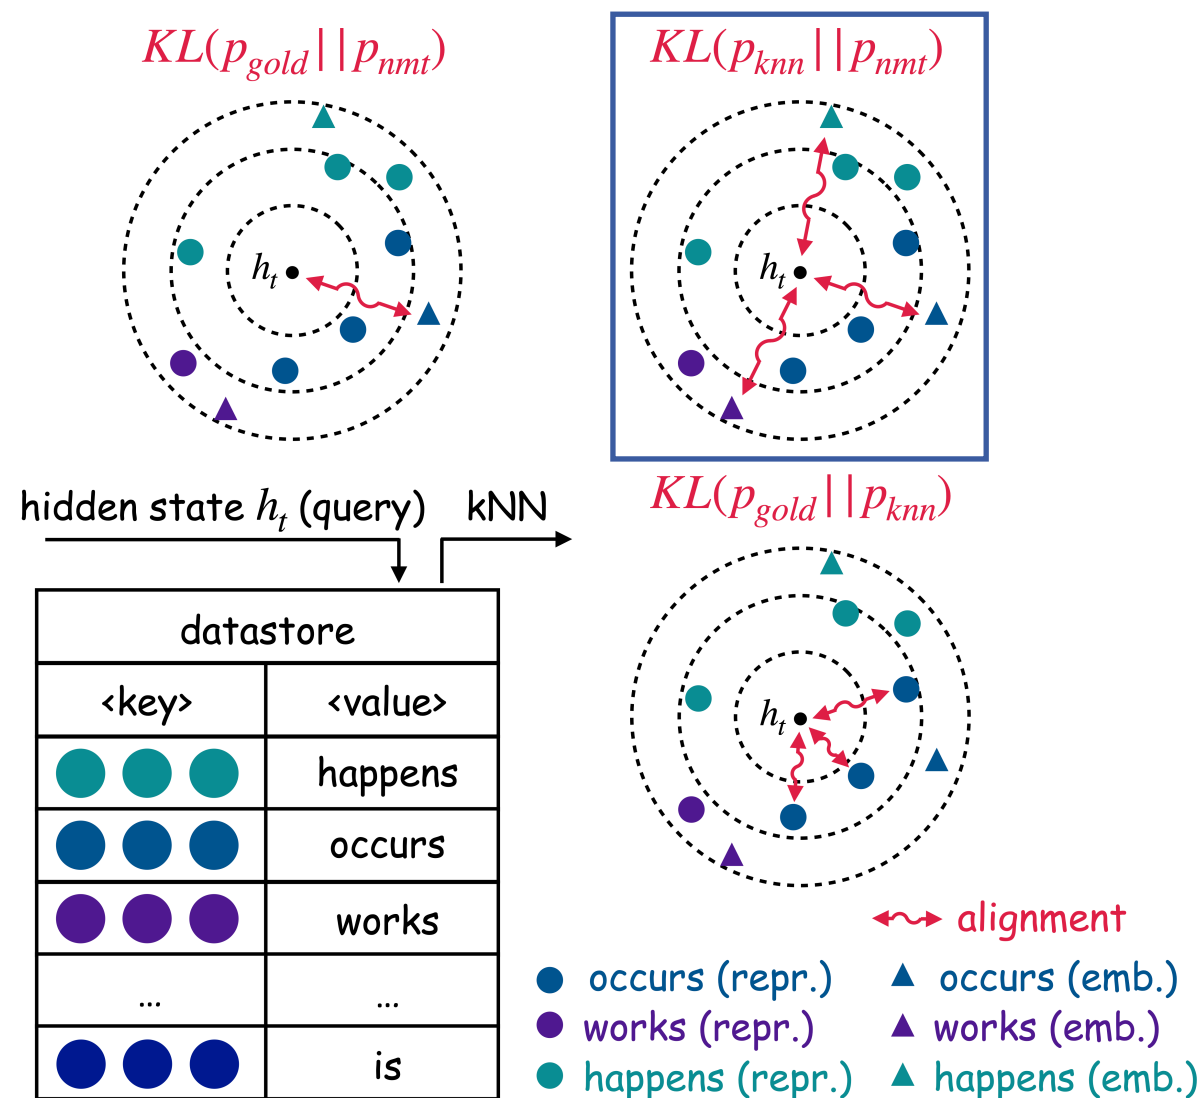 KL(p_gold||p_nmt)
KL(p_knn||p_nmt)
h_t
h_t
hidden state h_t (query)
kNN
KL(p_gold||p_knn)
h_t
datastore
<key> <value>
happens
occurs
works
... ...
is
alignment
occurs (repr.) occurs (emb.)
works (repr.) works (emb.)
happens (repr.) happens (emb.)